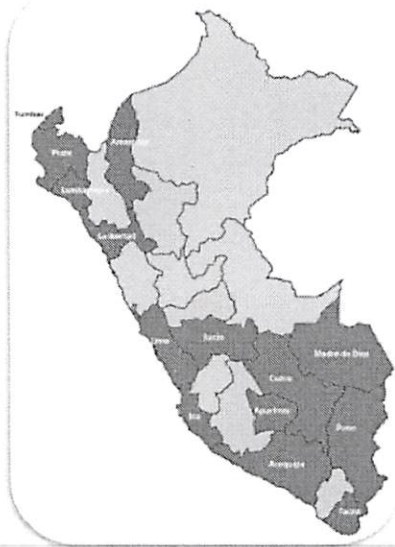 Tumbes
Piura
Amazonas
Lambayeque
La Libertad
Lima
Junín
Madre de Dios
Cusco
Ica
Apurímac
Puno
Arequipa
Tacna